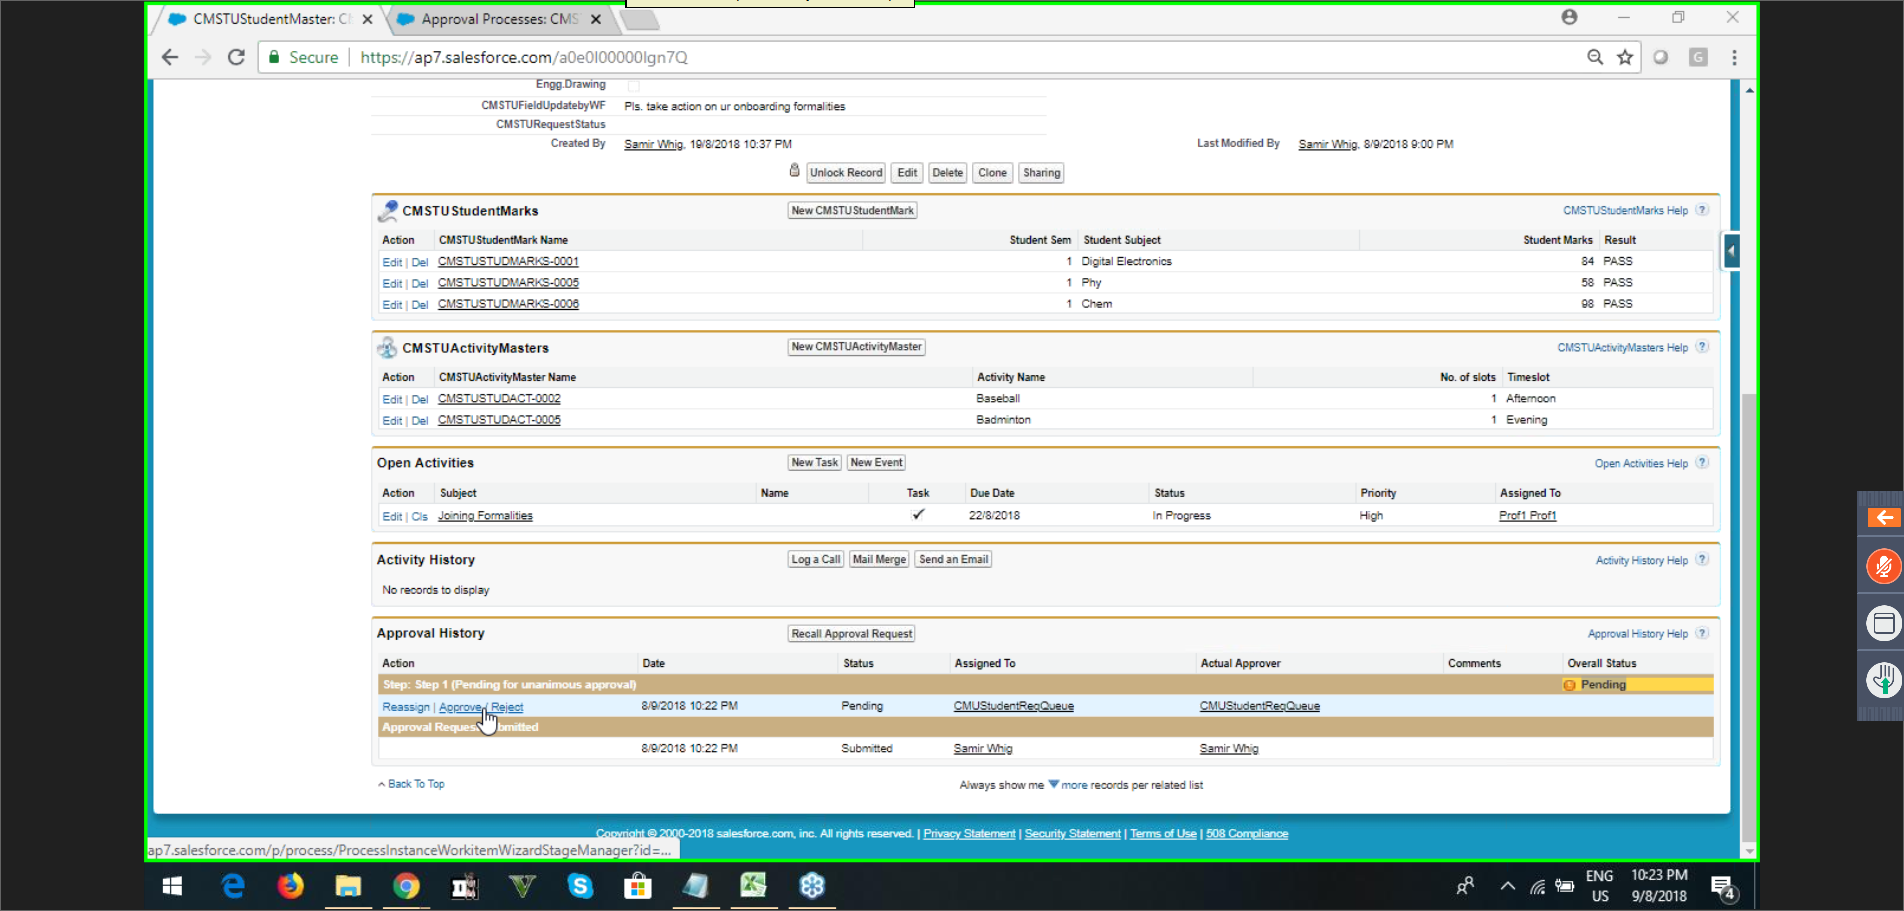 CMSTUStudentMaster: C
Approval Processes: CMS
Secure
https://ap7.salesforce.com/a0e0I00000Ign7Q
Engg.Drawing
CMSTUFieldUpdatebyWF Pls. take action on ur onboarding formalities
CMSTURequestStatus
Created By Samir Whig, 19/8/2018 10:37 PM Last Modified By Samir Whig, 8/9/2018 9:00 PM
Unlock Record Edit Delete Clone Sharing
CMSTUStudentMarks New CMSTUStudentMark CMSTUStudentMarks Help ?
Action CMSTUStudentMark Name Student Sem Student Subject Student Marks Result
Edit | Del CMSTUSTUDMARKS-0001 1 Digital Electronics 84 PASS
Edit | Del CMSTUSTUDMARKS-0005 1 Phy 58 PASS
Edit | Del CMSTUSTUDMARKS-0006 1 Chem 98 PASS
CMSTUActivityMasters New CMSTUActivityMaster CMSTUActivityMasters Help ?
Action CMSTUActivityMaster Name Activity Name No. of slots Timeslot
Edit | Del CMSTUSTUDACT-0002 Baseball 1 Afternoon
Edit | Del CMSTUSTUDACT-0005 Badminton 1 Evening
Open Activities New Task New Event Open Activities Help ?
Action Subject Name Task Due Date Status Priority Assigned To
Edit | Cls Joining Formalities 22/8/2018 In Progress High Prof1 Prof1
Activity History Log a Call Mail Merge Send an Email Activity History Help ?
No records to display
Approval History Recall Approval Request Approval History Help ?
Action Date Status Assigned To Actual Approver Comments Overall Status
Step: Step 1 (Pending for unanimous approval) Pending
Reassign | Approve / Reject 8/9/2018 10:22 PM Pending CMUStudentReqQueue CMUStudentReqQueue
Approval Request Submitted
8/9/2018 10:22 PM Submitted Samir Whig Samir Whig
Back To Top Always show me more records per related list
Copyright © 2000-2018 salesforce.com, inc. All rights reserved. | Privacy Statement | Security Statement | Terms of Use | 508 Compliance
ap7.salesforce.com/p/process/ProcessInstanceWorkitemWizardStageManager?id=...
ENG 10:23 PM
US 9/8/2018
4